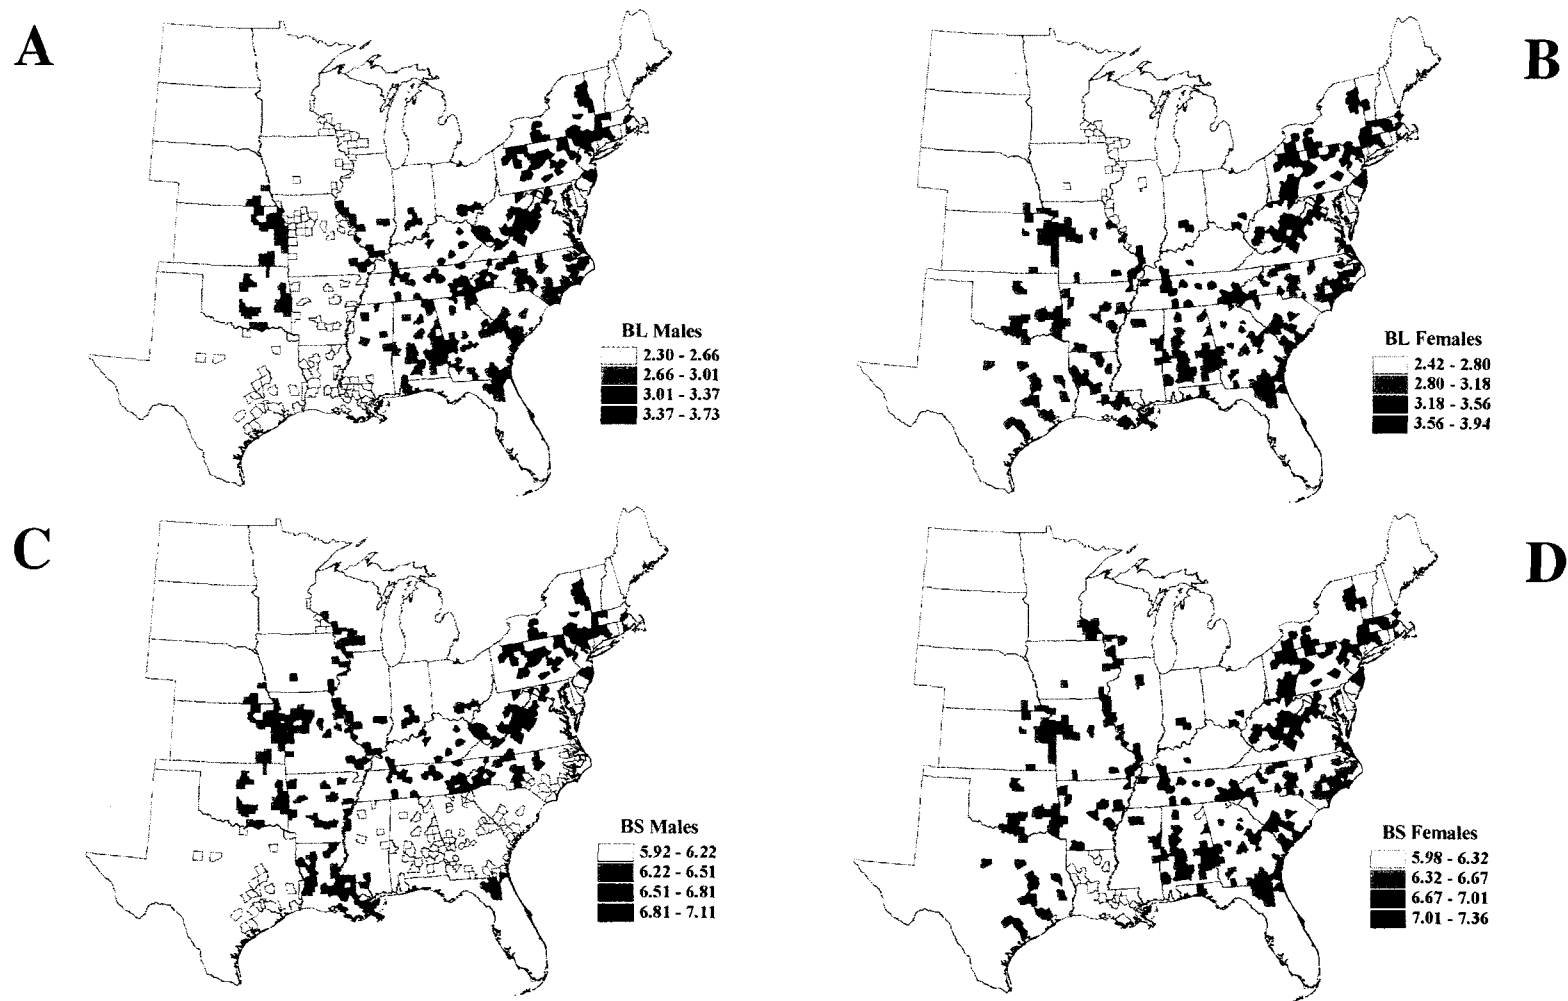 A
B
BL Males
2.30 - 2.66
2.66 - 3.01
3.01 - 3.37
3.37 - 3.73
BL Females
2.42 - 2.80
2.80 - 3.18
3.18 - 3.56
3.56 - 3.94
C
D
BS Males
5.92 - 6.22
6.22 - 6.51
6.51 - 6.81
6.81 - 7.11
BS Females
5.98 - 6.32
6.32 - 6.67
6.67 - 7.01
7.01 - 7.36